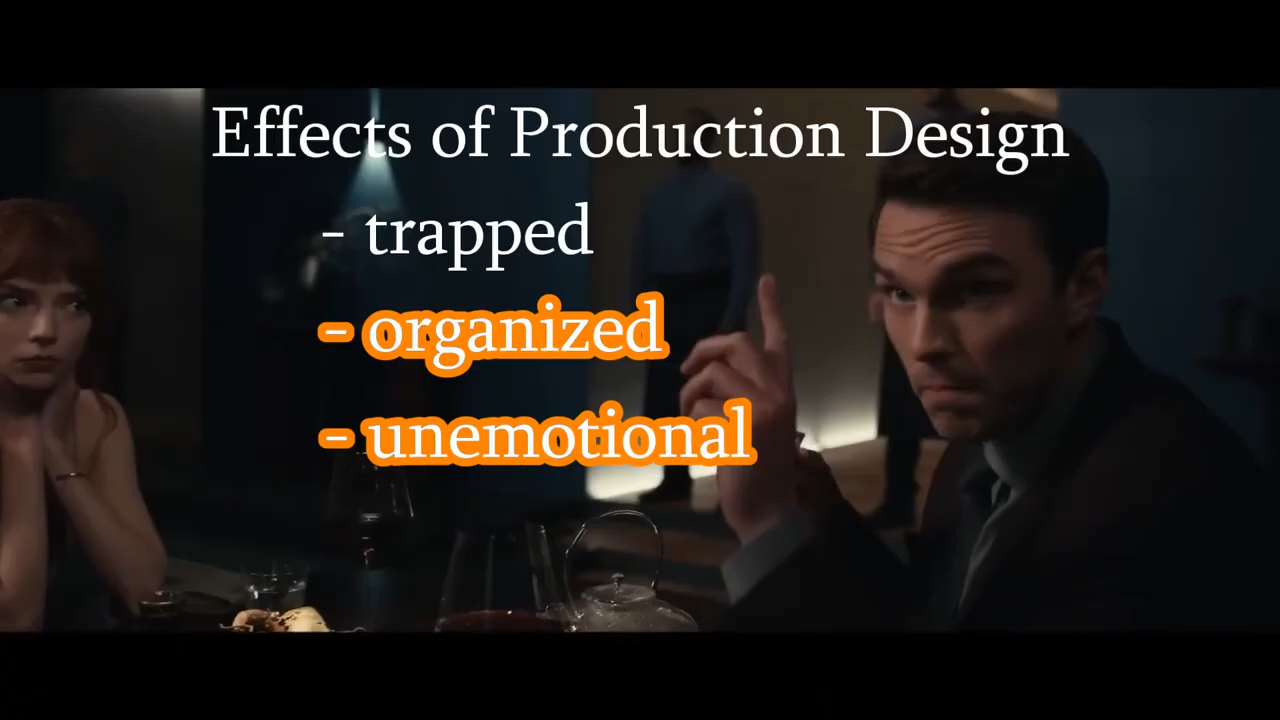 Effects of Production Design
- trapped
- organized
- unemotional